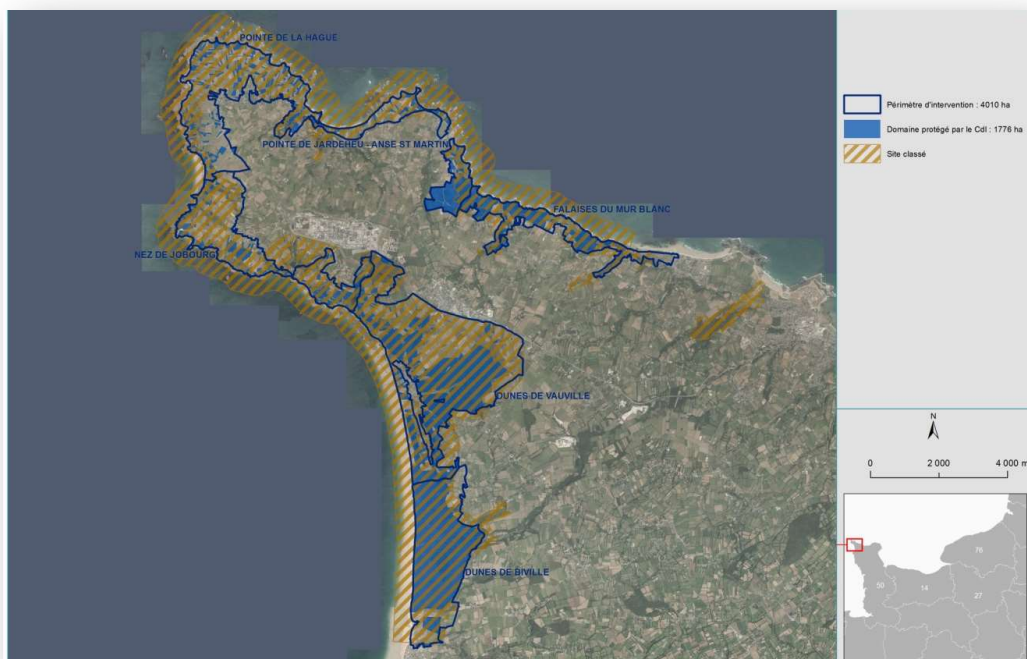 POINTE DE LA HAGUE
POINTE DE JARDEHEU - ANSE ST MARTIN
FALAISES DU MUR BLANC
NEZ DE JOBOURG
DUNES DE VAUVILLE
DUNES DE BIVILLE
Périmètre d'intervention : 4010 ha
Domaine protégé par le Cdl : 1776 ha
Site classé
N
0 2 000 4 000 m
76
50
14
27